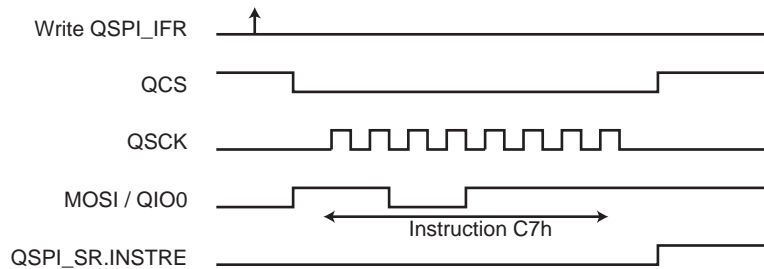 Write QSPI_IFR
QCS
QSCK
MOSI / QIO0
Instruction C7h
QSPI_SR.INSTRE